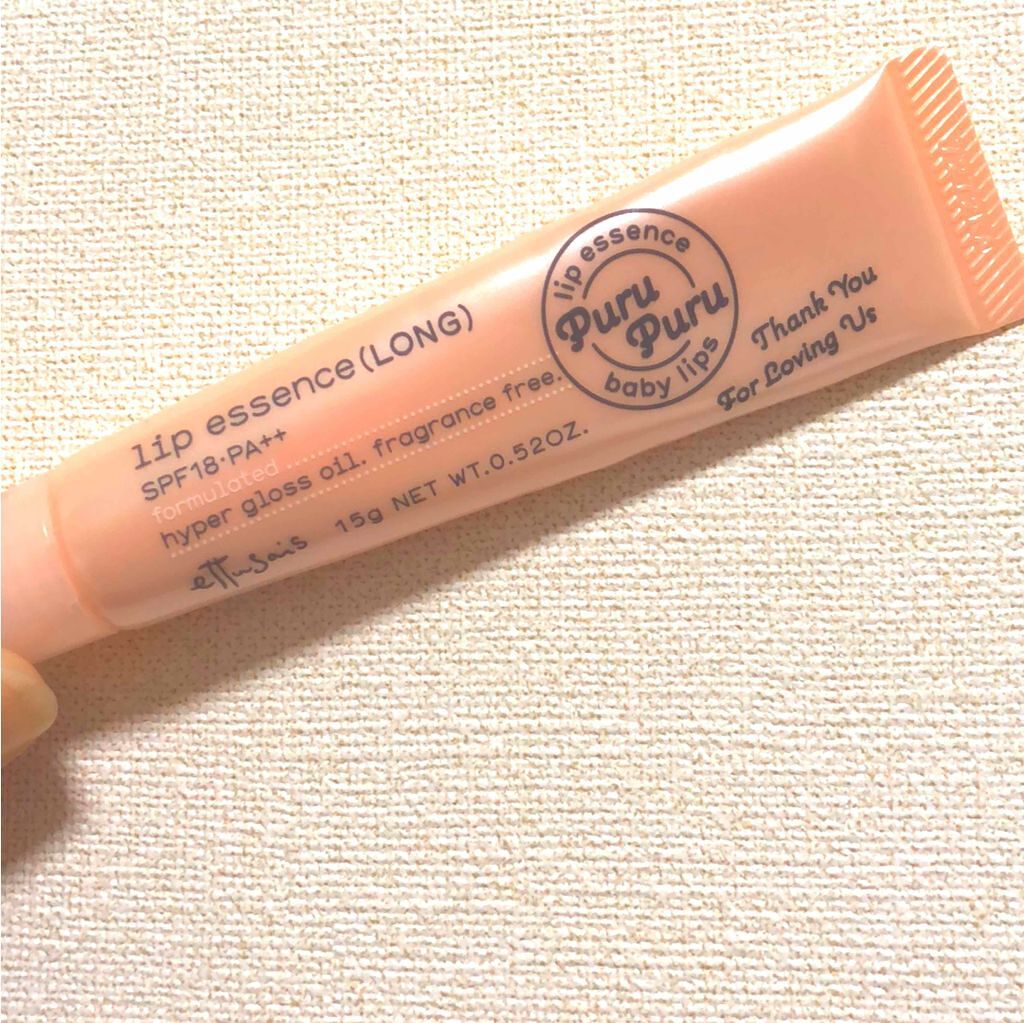 lip essence (LONG)
SPF18·PA++
formulated
hyper gloss oil. fragrance free.
ettusais 15g NET WT.0.52OZ.
lip essence
Puru
Puru
baby lips
Thank You
For Loving Us